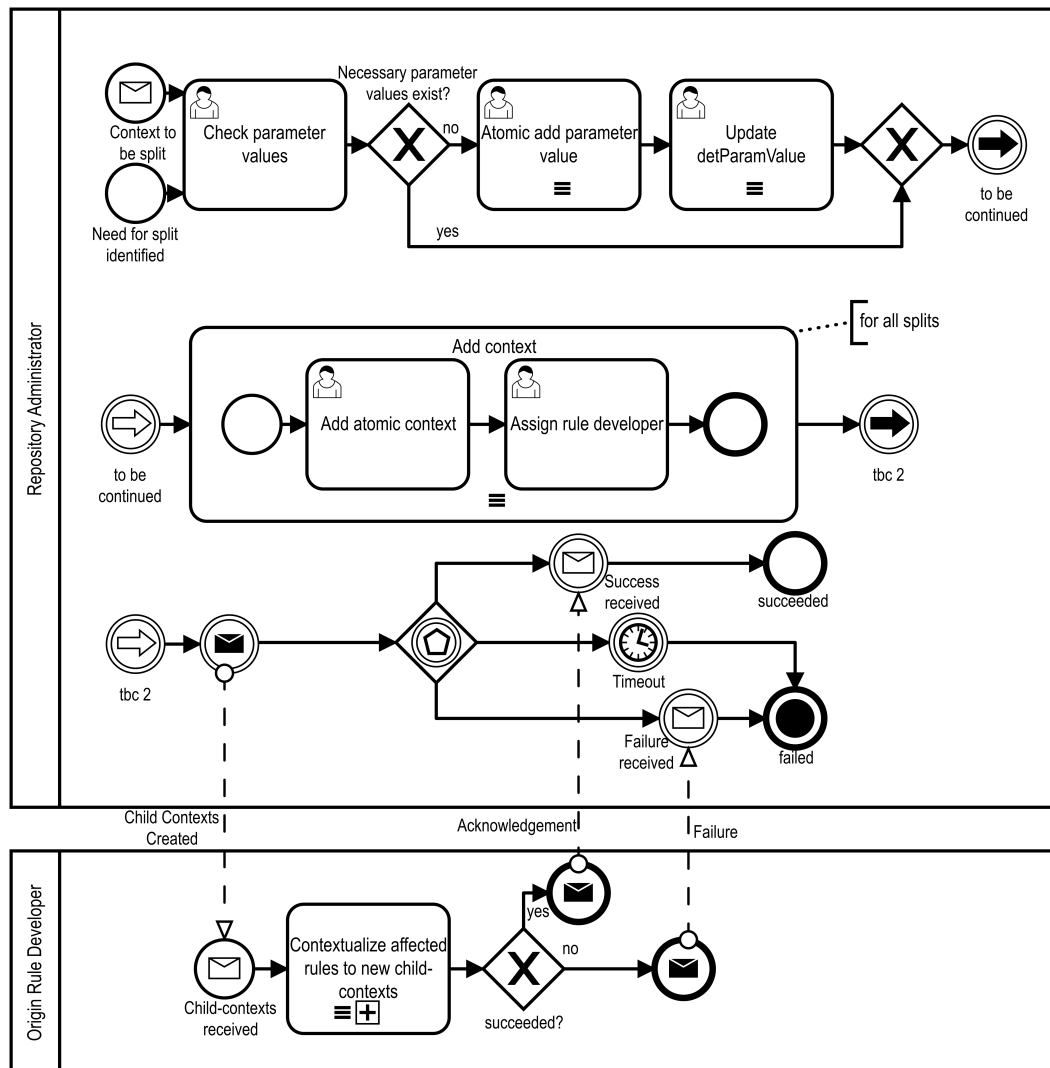 Repository Administrator
Necessary parameter
values exist?
Context to
be split
Check parameter
values
no
Atomic add parameter
value
Update
detParamValue
to be
continued
Need for split
identified
yes
for all splits
Add context
Add atomic context
Assign rule developer
to be
continued
tbc 2
Success
received
succeeded
tbc 2
Timeout
Failure
received
failed
Child Contexts
Created
Acknowledgement
Failure
Origin Rule Developer
yes
Contextualize affected
rules to new child-
contexts
no
Child-contexts
received
succeeded?